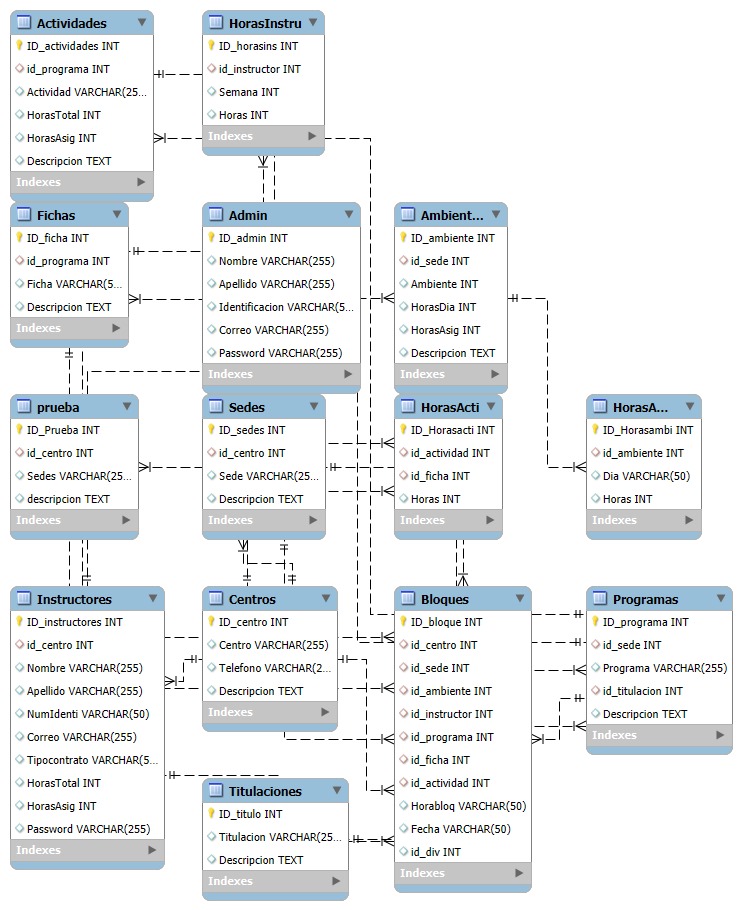 Actividades
ID_actividades INT
id_programa INT
Actividad VARCHAR(25...
HorasTotal INT
HorasAsig INT
Descripcion TEXT
Indexes
HorasInstru
ID_horasins INT
id_instructor INT
Semana INT
Horas INT
Indexes
Fichas
ID_ficha INT
id_programa INT
Ficha VARCHAR(5...
Descripcion TEXT
Indexes
Admin
ID_admin INT
Nombre VARCHAR(255)
Apellido VARCHAR(255)
Identificacion VARCHAR(5...
Correo VARCHAR(255)
Password VARCHAR(255)
Indexes
Ambient...
ID_ambiente INT
id_sede INT
Ambiente INT
HorasDia INT
HorasAsig INT
Descripcion TEXT
Indexes
prueba
ID_Prueba INT
id_centro INT
Sedes VARCHAR(25...
descripcion TEXT
Indexes
Sedes
ID_sedes INT
id_centro INT
Sede VARCHAR(25...
Descripcion TEXT
Indexes
HorasActi
ID_Horasacti INT
id_actividad INT
id_ficha INT
Horas INT
Indexes
HorasA...
ID_Horasambi INT
id_ambiente INT
Dia VARCHAR(50)
Horas INT
Indexes
Instructores
ID_instructores INT
id_centro INT
Nombre VARCHAR(255)
Apellido VARCHAR(255)
NumIdenti VARCHAR(50)
Correo VARCHAR(255)
Tipocontrato VARCHAR(5...
HorasTotal INT
HorasAsig INT
Password VARCHAR(255)
Indexes
Centros
ID_centro INT
Centro VARCHAR(255)
Telefono VARCHAR(2...
Descripcion TEXT
Indexes
Titulaciones
ID_titulo INT
Titulacion VARCHAR(25...
Descripcion TEXT
Indexes
Bloques
ID_bloque INT
id_centro INT
id_sede INT
id_ambiente INT
id_instructor INT
id_programa INT
id_ficha INT
id_actividad INT
Horabloq VARCHAR(50)
Fecha VARCHAR(50)
id_div INT
Indexes
Programas
ID_programa INT
id_sede INT
Programa VARCHAR(255)
id_titulacion INT
Descripcion TEXT
Indexes